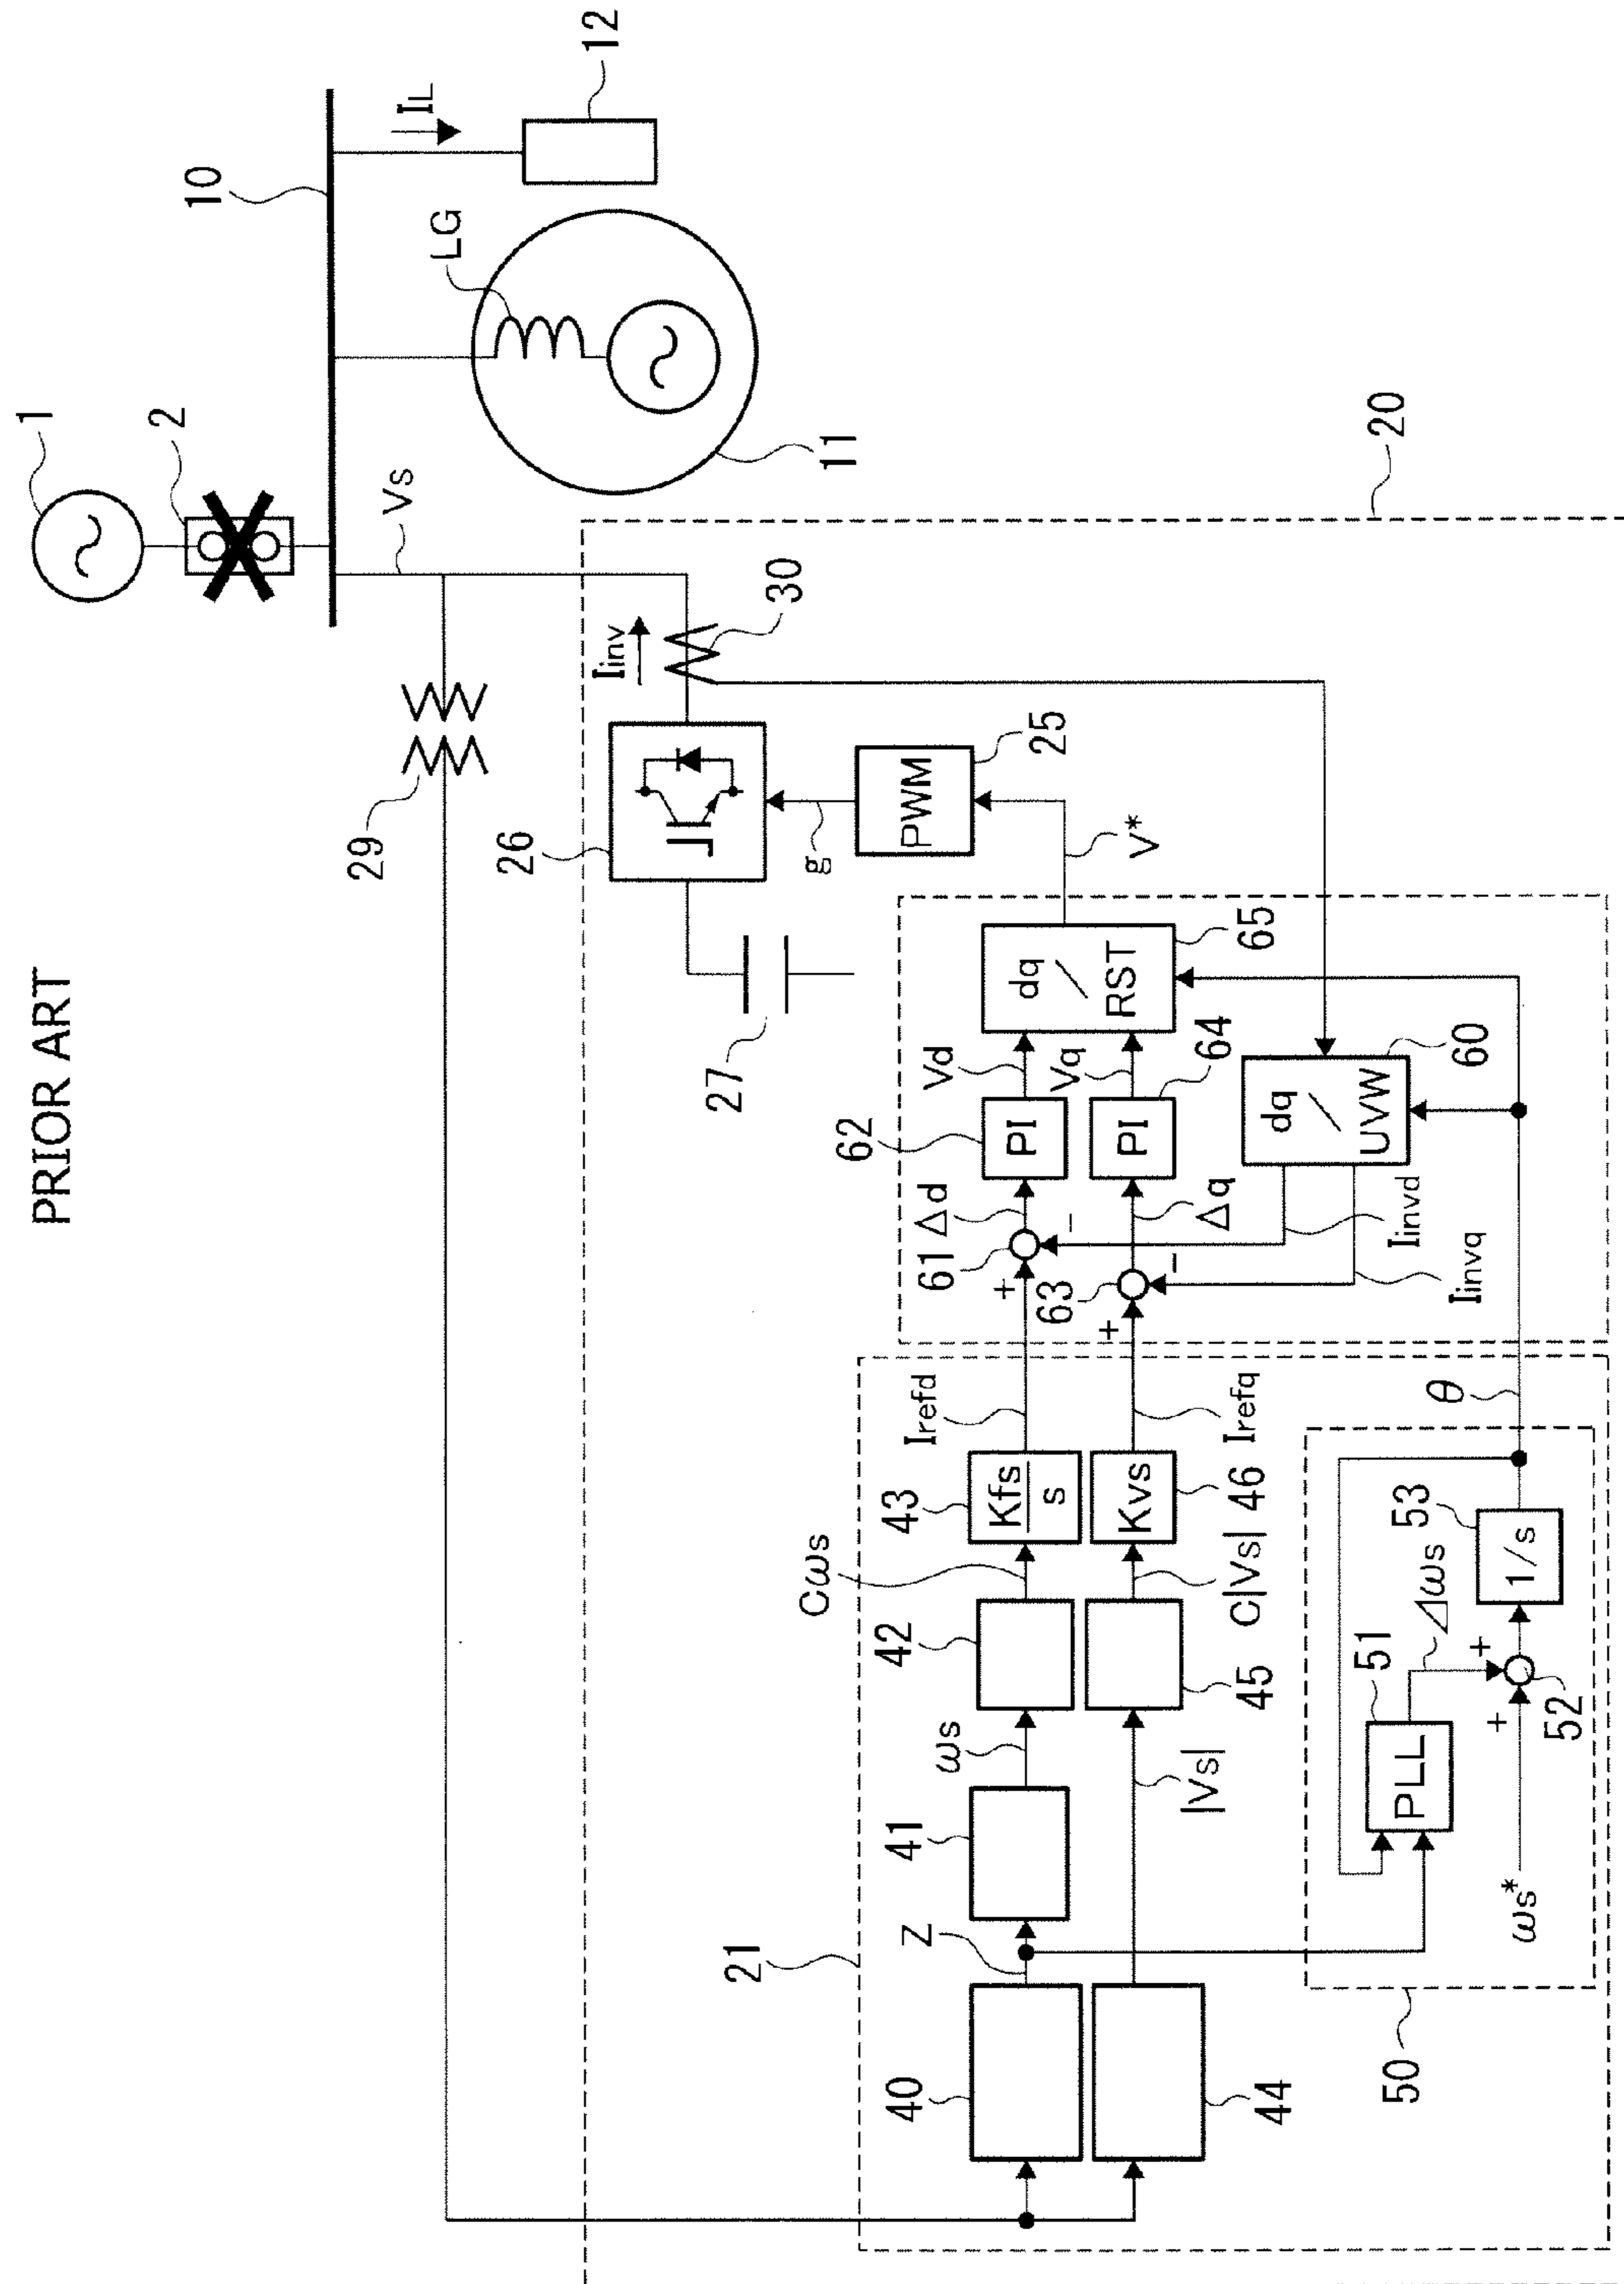 PRIOR ART
1
2
10
IL
12
LG
11
Vs
20
29
Iinv
30
26
27
g
PWM
25
V*
dq
/
RST
65
Vd
Vq
62
PI
PI
64
dq
/
UVW
60
Δd
Δq
61
+
−
63
+
−
Iinvd
Iinvq
Irefd
Irefq
θ
43
Kfs
s
Kvs
46
Cωs
C|Vs|
42
45
ωs
|Vs|
41
Z
21
40
44
53
1/s
Δωs
51
PLL
+
+
52
ωs*
50